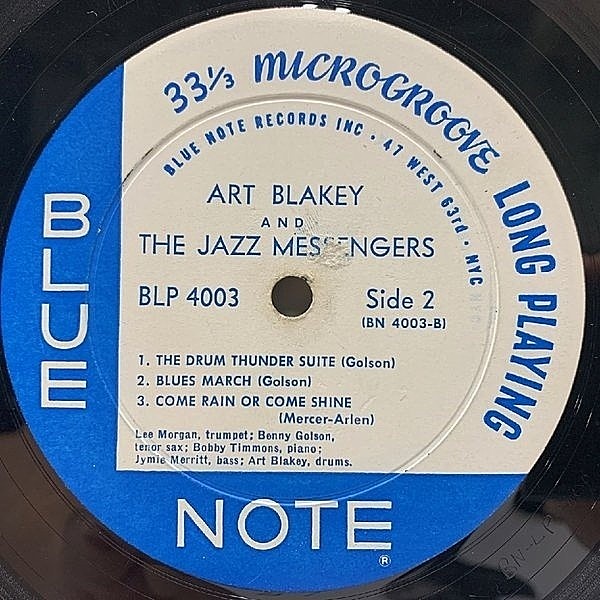 33⅓ MICROGROOVE LONG PLAYING
BLUE NOTE RECORDS INC • 47 WEST 63rd • NYC
ART BLAKEY
AND
THE JAZZ MESSENGERS
BLP 4003 Side 2
(BN 4003-B)
1. THE DRUM THUNDER SUITE (Golson)
2. BLUES MARCH (Golson)
3. COME RAIN OR COME SHINE
(Mercer-Arlen)
Lee Morgan, trumpet; Benny Golson,
tenor sax; Bobby Timmons, piano;
Jymie Merritt, bass; Art Blakey, drums.
BLUE
NOTE
®